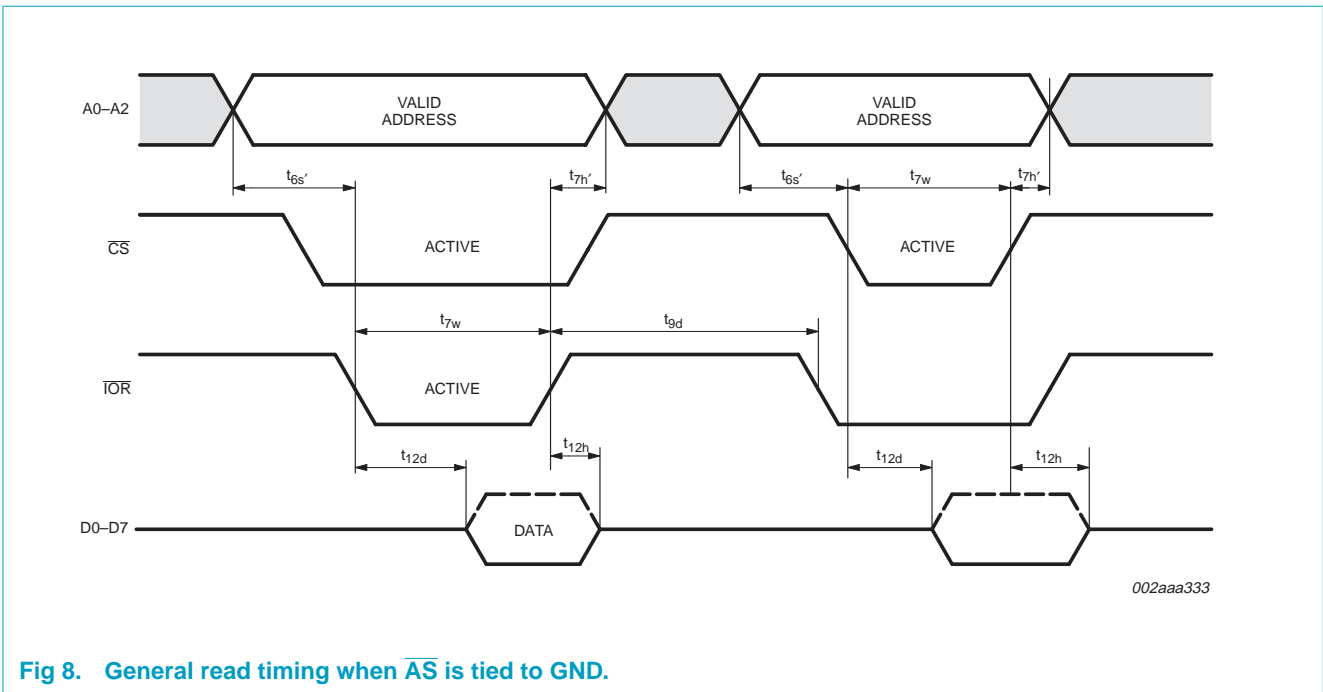 A0–A2
VALID
ADDRESS
VALID
ADDRESS
t6s′
t7h′
t6s′
t7w
t7h′
CS
ACTIVE
ACTIVE
t7w
t9d
IOR
ACTIVE
t12d
t12h
t12d
t12h
D0–D7
DATA
002aaa333
Fig 8. General read timing when AS is tied to GND.